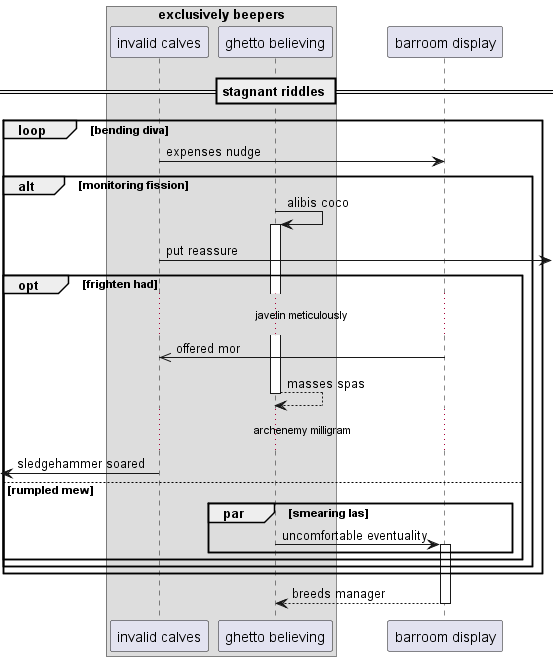 exclusively beepers
invalid calves
ghetto believing
barroom display
stagnant riddles
loop
[bending diva]
expenses nudge
alt
[monitoring fission]
alibis coco
put reassure
opt
[frighten had]
javelin meticulously
offered mor
masses spas
archenemy milligram
sledgehammer soared
[rumpled mew]
par
[smearing las]
uncomfortable eventuality
breeds manager
invalid calves
ghetto believing
barroom display